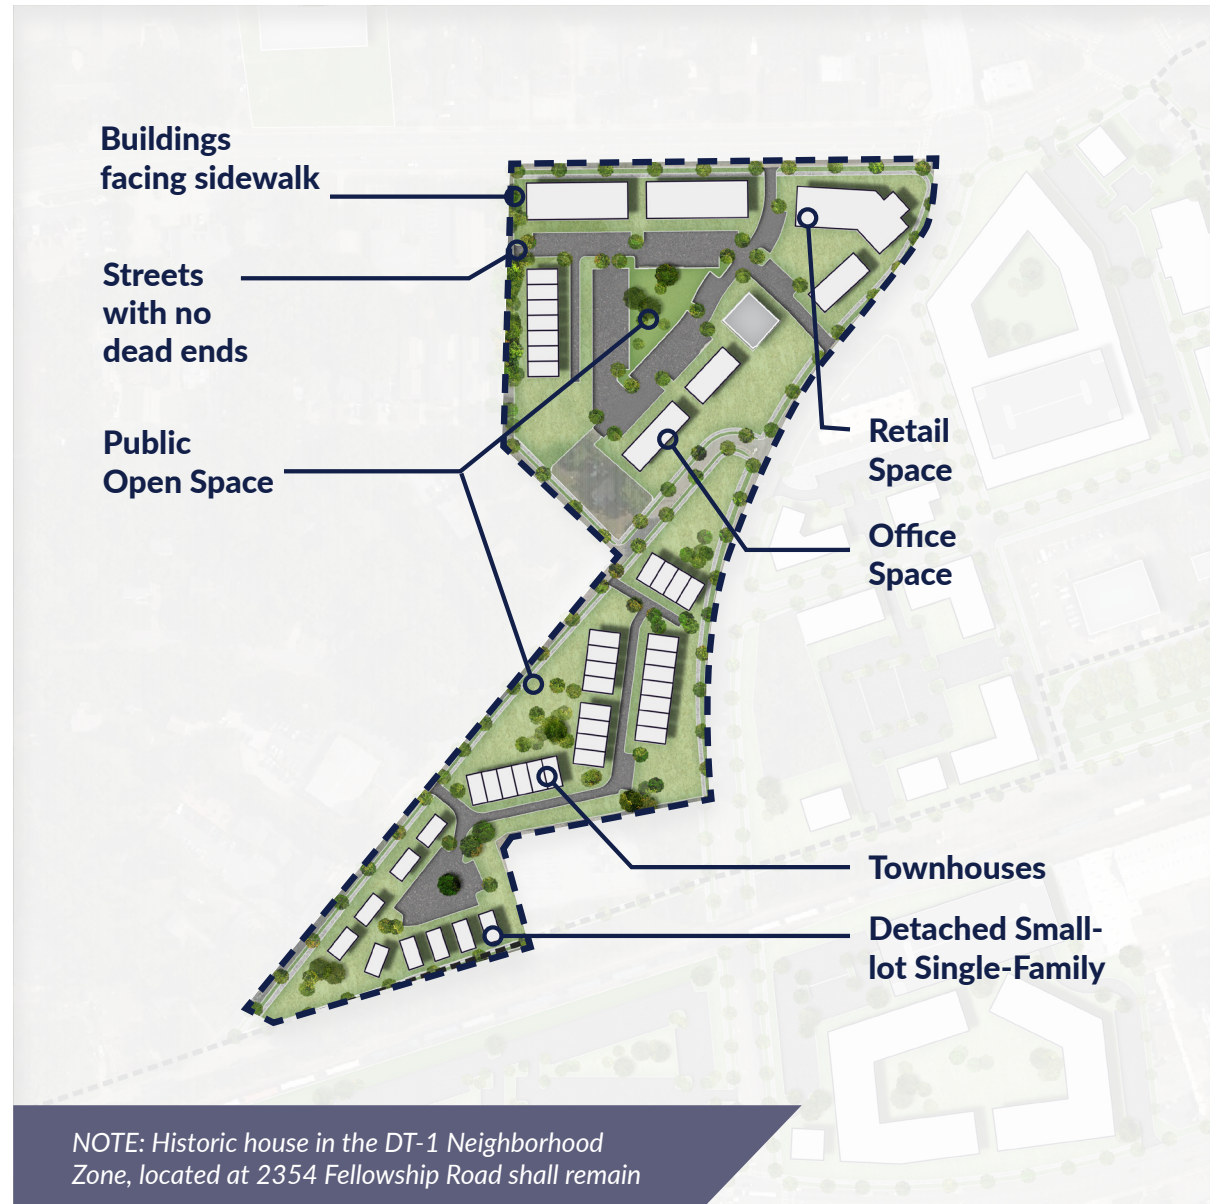 Buildings
facing sidewalk
Streets
with no
dead ends
Public
Open Space
Retail
Space
Office
Space
Townhouses
Detached Small-
lot Single-Family
NOTE: Historic house in the DT-1 Neighborhood
Zone, located at 2354 Fellowship Road shall remain